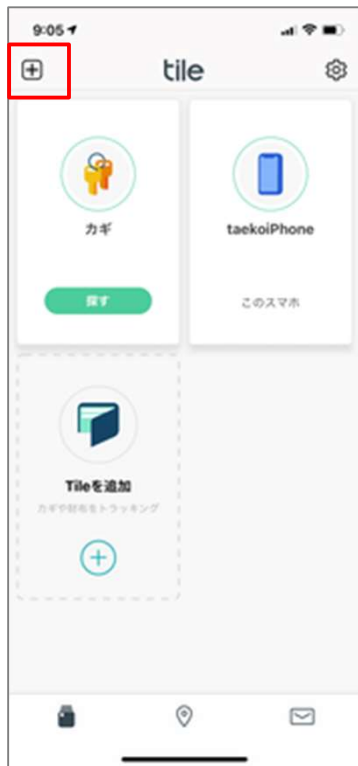 9:05
tile
カギ
taekoiPhone
探す
このスマホ
Tileを追加
カギや財布をトラッキング